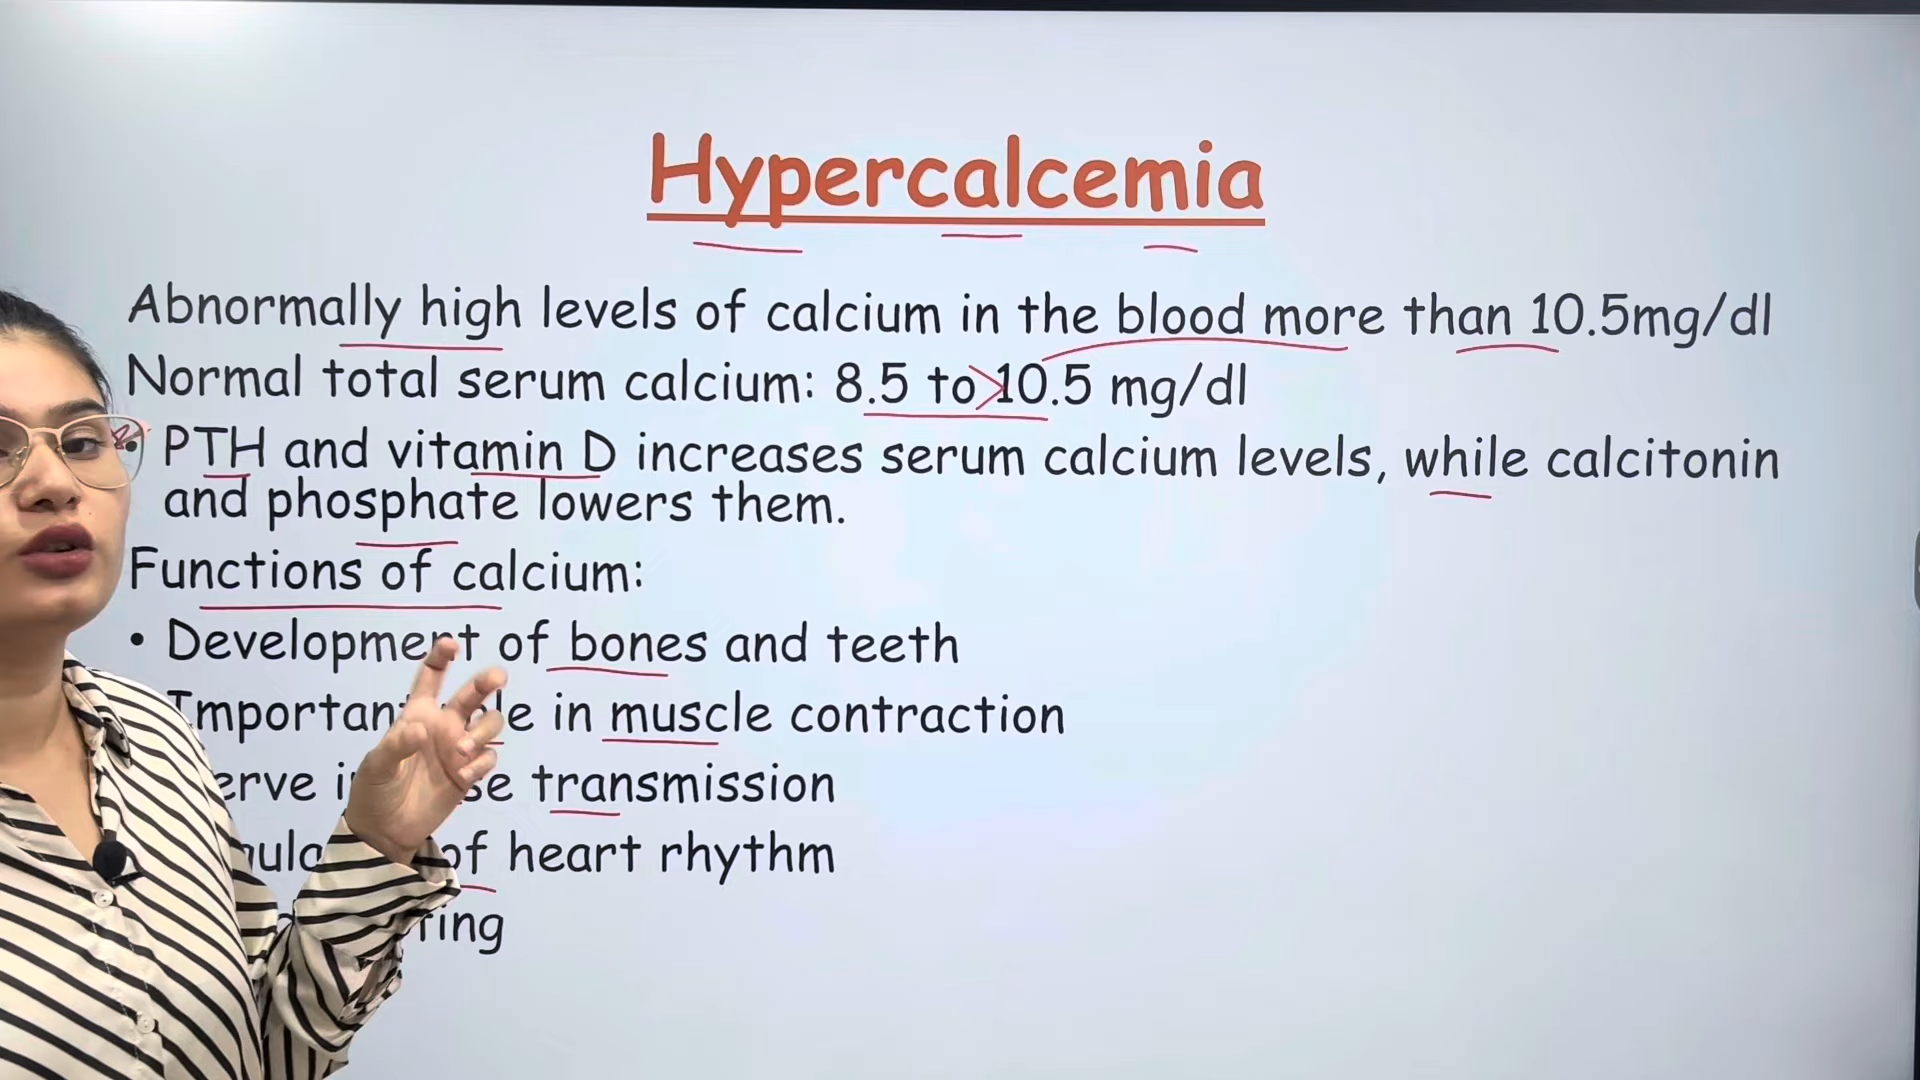 Hypercalcemia
Abnormally high levels of calcium in the blood more than 10.5mg/dl
Normal total serum calcium: 8.5 to 10.5 mg/dl
• PTH and vitamin D increases serum calcium levels, while calcitonin
and phosphate lowers them.
Functions of calcium:
• Development of bones and teeth
in muscle contraction
transmission
of heart rhythm